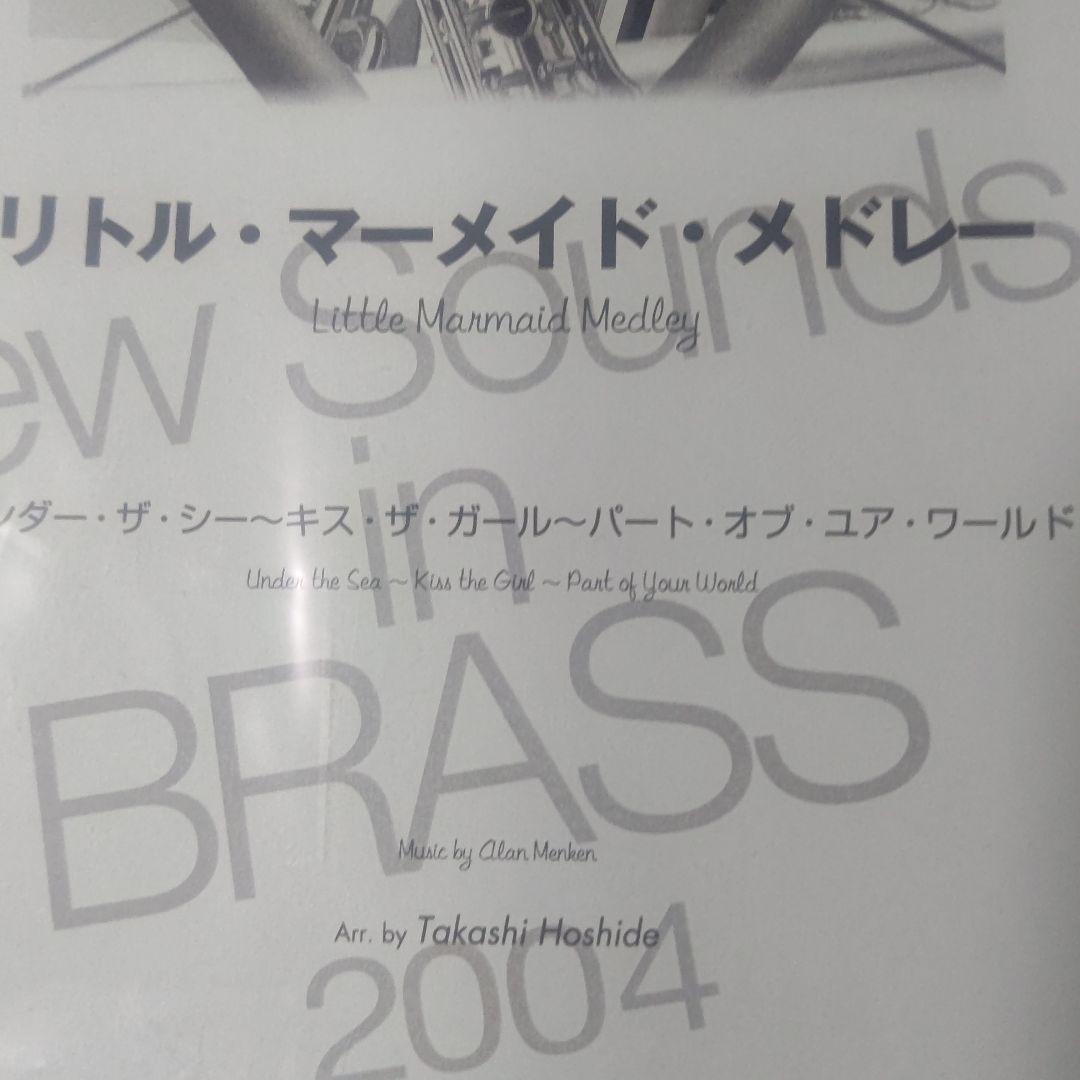 リトル・マーメイド・メドレー
Little Marmaid Medley
ew Sounds
in
ンダー・ザ・シー〜キス・ザ・ガール〜パート・オブ・ユア・ワールド
Under the Sea ~ Kiss the Girl ~ Part of Your World
BRASS
Music by Alan Menken
Arr. by Takashi Hoshide
2004